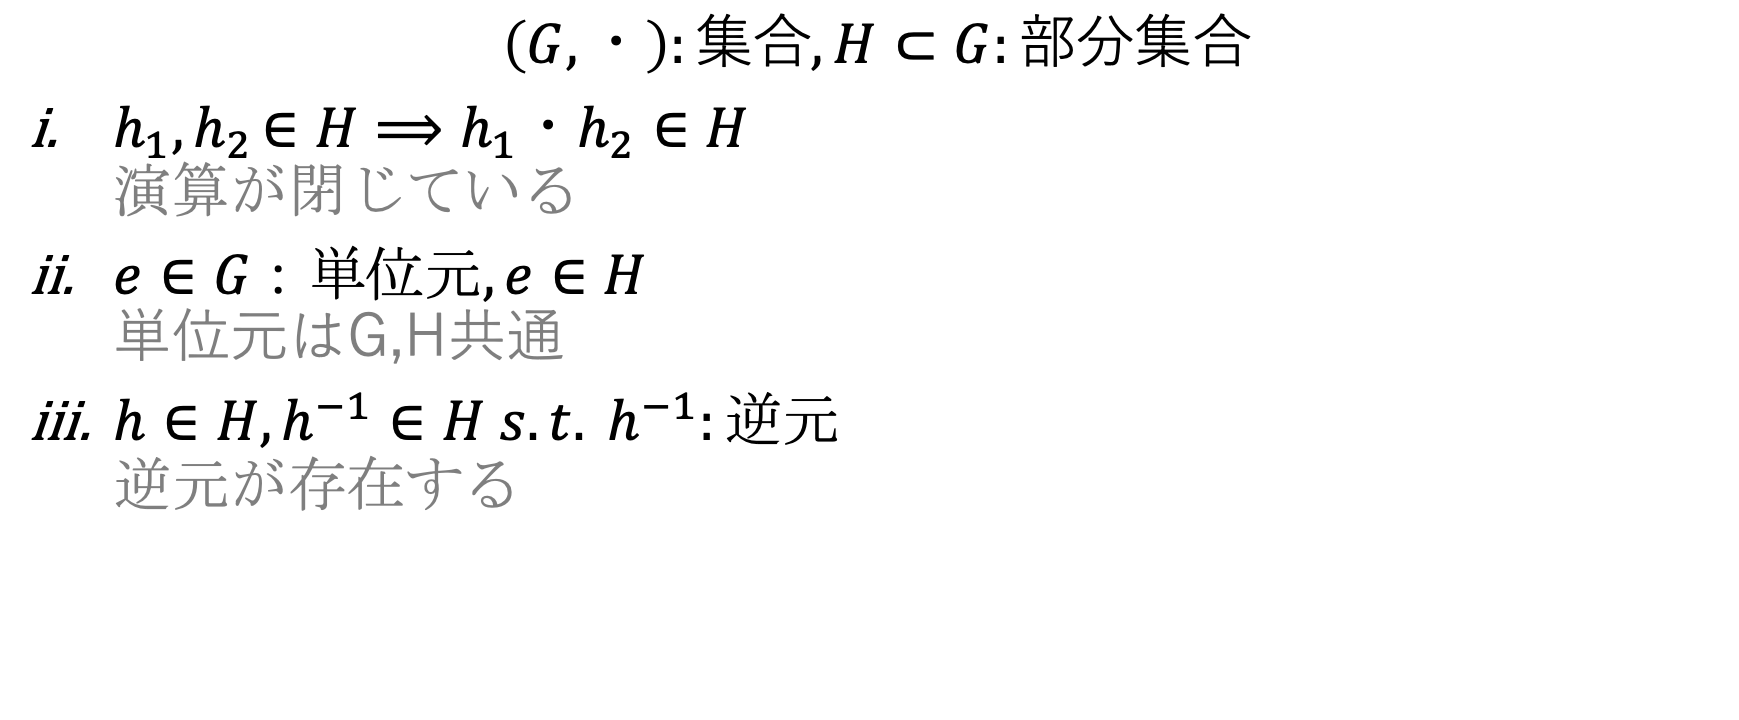 (G, ・): 集合, H ⊂ G: 部分集合
i. h₁, h₂ ∈ H ⟹ h₁・h₂ ∈ H
演算が閉じている
ii. e ∈ G : 単位元, e ∈ H
単位元はG,H共通
iii. h ∈ H, h⁻¹ ∈ H s.t. h⁻¹: 逆元
逆元が存在する